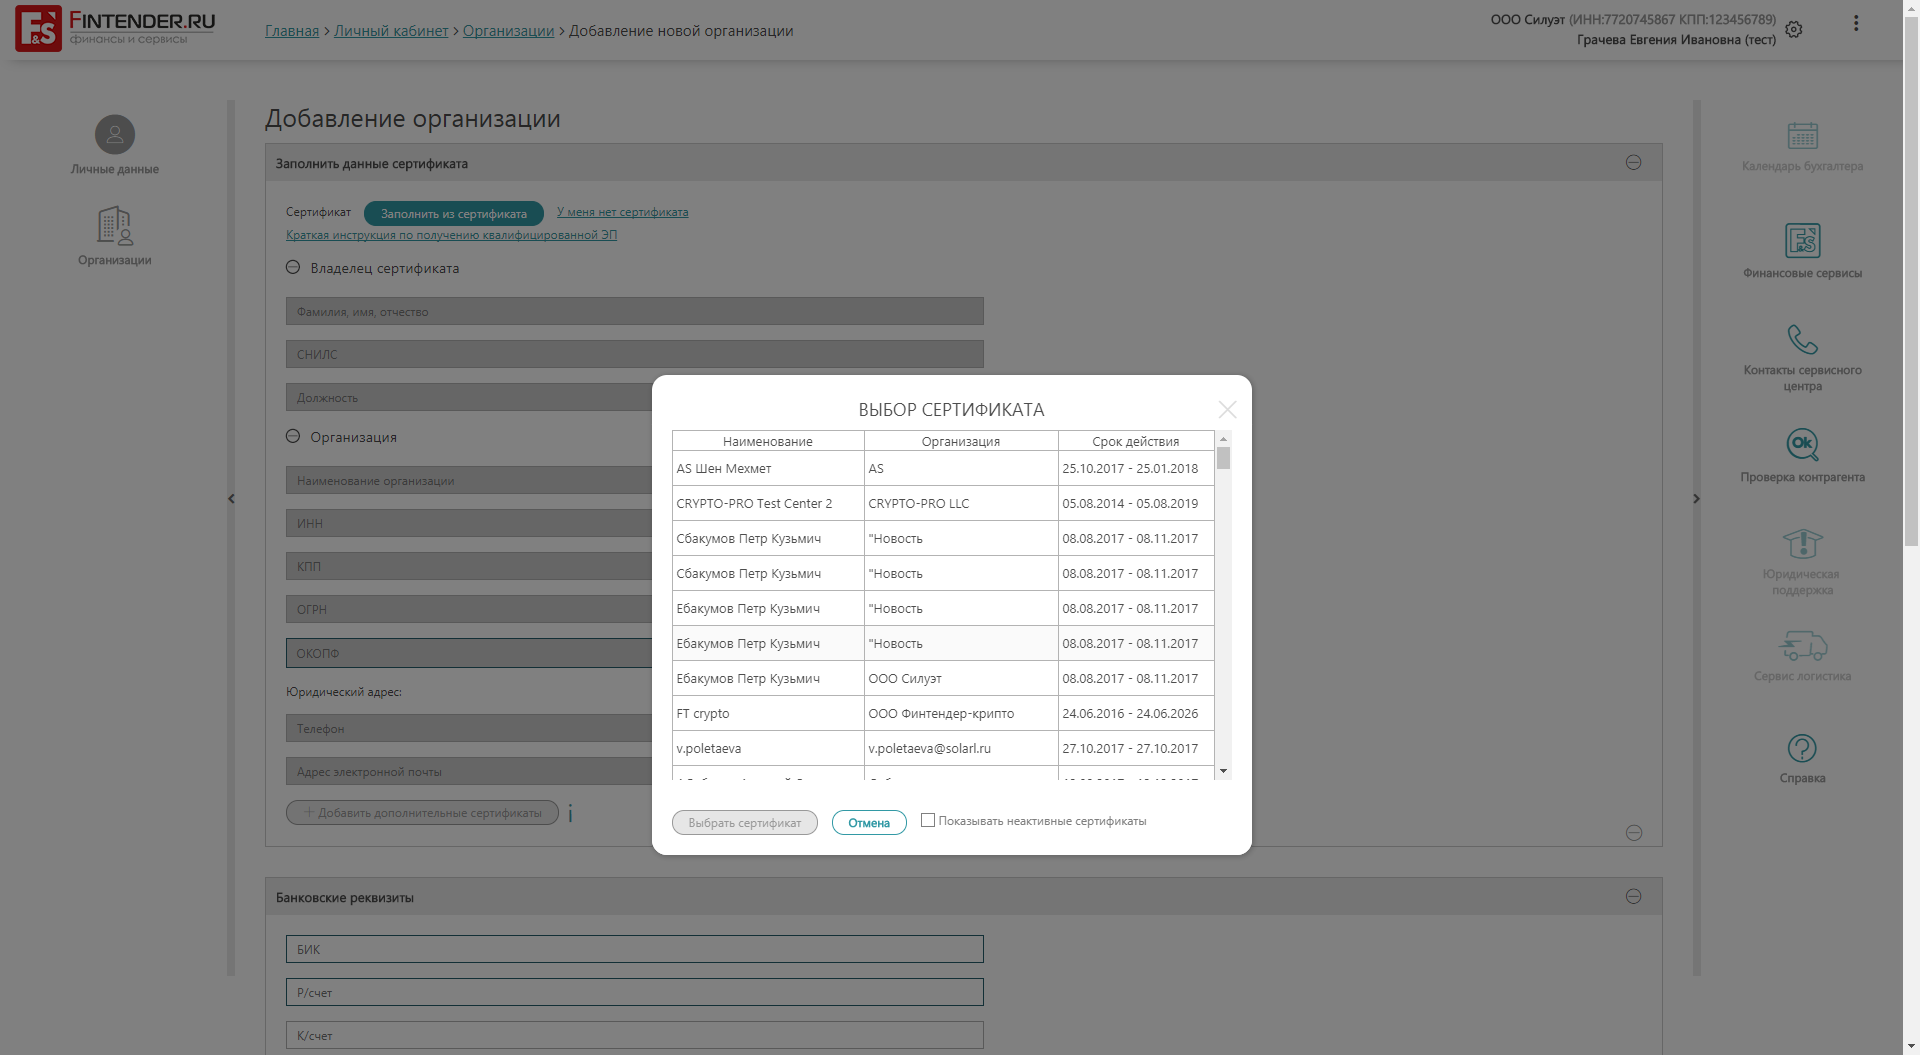 FINTENDER.RU
финансы и сервисы
F&S
Главная > Личный кабинет > Организации > Добавление новой организации
ООО Силуэт (ИНН:7720745867 КПП:123456789)
Грачева Евгения Ивановна (тест)
Личные данные
Организации
Добавление организации
Заполнить данные сертификата
Сертификат Заполнить из сертификата У меня нет сертификата
Краткая инструкция по получению квалифицированной ЭП
Владелец сертификата
Фамилия, имя, отчество
СНИЛС
Должность
Организация
Наименование организации
ИНН
КПП
ОГРН
ОКОПФ
Юридический адрес:
Телефон
Адрес электронной почты
+ Добавить дополнительные сертификаты i
ВЫБОР СЕРТИФИКАТА
Наименование Организация Срок действия
AS Шен Мехмет AS 25.10.2017 - 25.01.2018
CRYPTO-PRO Test Center 2 CRYPTO-PRO LLC 05.08.2014 - 05.08.2019
Сбакумов Петр Кузьмич "Новость 08.08.2017 - 08.11.2017
Сбакумов Петр Кузьмич "Новость 08.08.2017 - 08.11.2017
Ебакумов Петр Кузьмич "Новость 08.08.2017 - 08.11.2017
Ебакумов Петр Кузьмич "Новость 08.08.2017 - 08.11.2017
Ебакумов Петр Кузьмич ООО Силуэт 08.08.2017 - 08.11.2017
FT crypto ООО Финтендер-крипто 24.06.2016 - 24.06.2026
v.poletaeva v.poletaeva@solarl.ru 27.10.2017 - 27.10.2017
Выбрать сертификат Отмена Показывать неактивные сертификаты
Банковские реквизиты
БИК
Р/счет
К/счет
Календарь бухгалтера
F&S
Финансовые сервисы
Контакты сервисного
центра
Ok
Проверка контрагента
Юридическая
поддержка
Сервис логистика
?
Справка